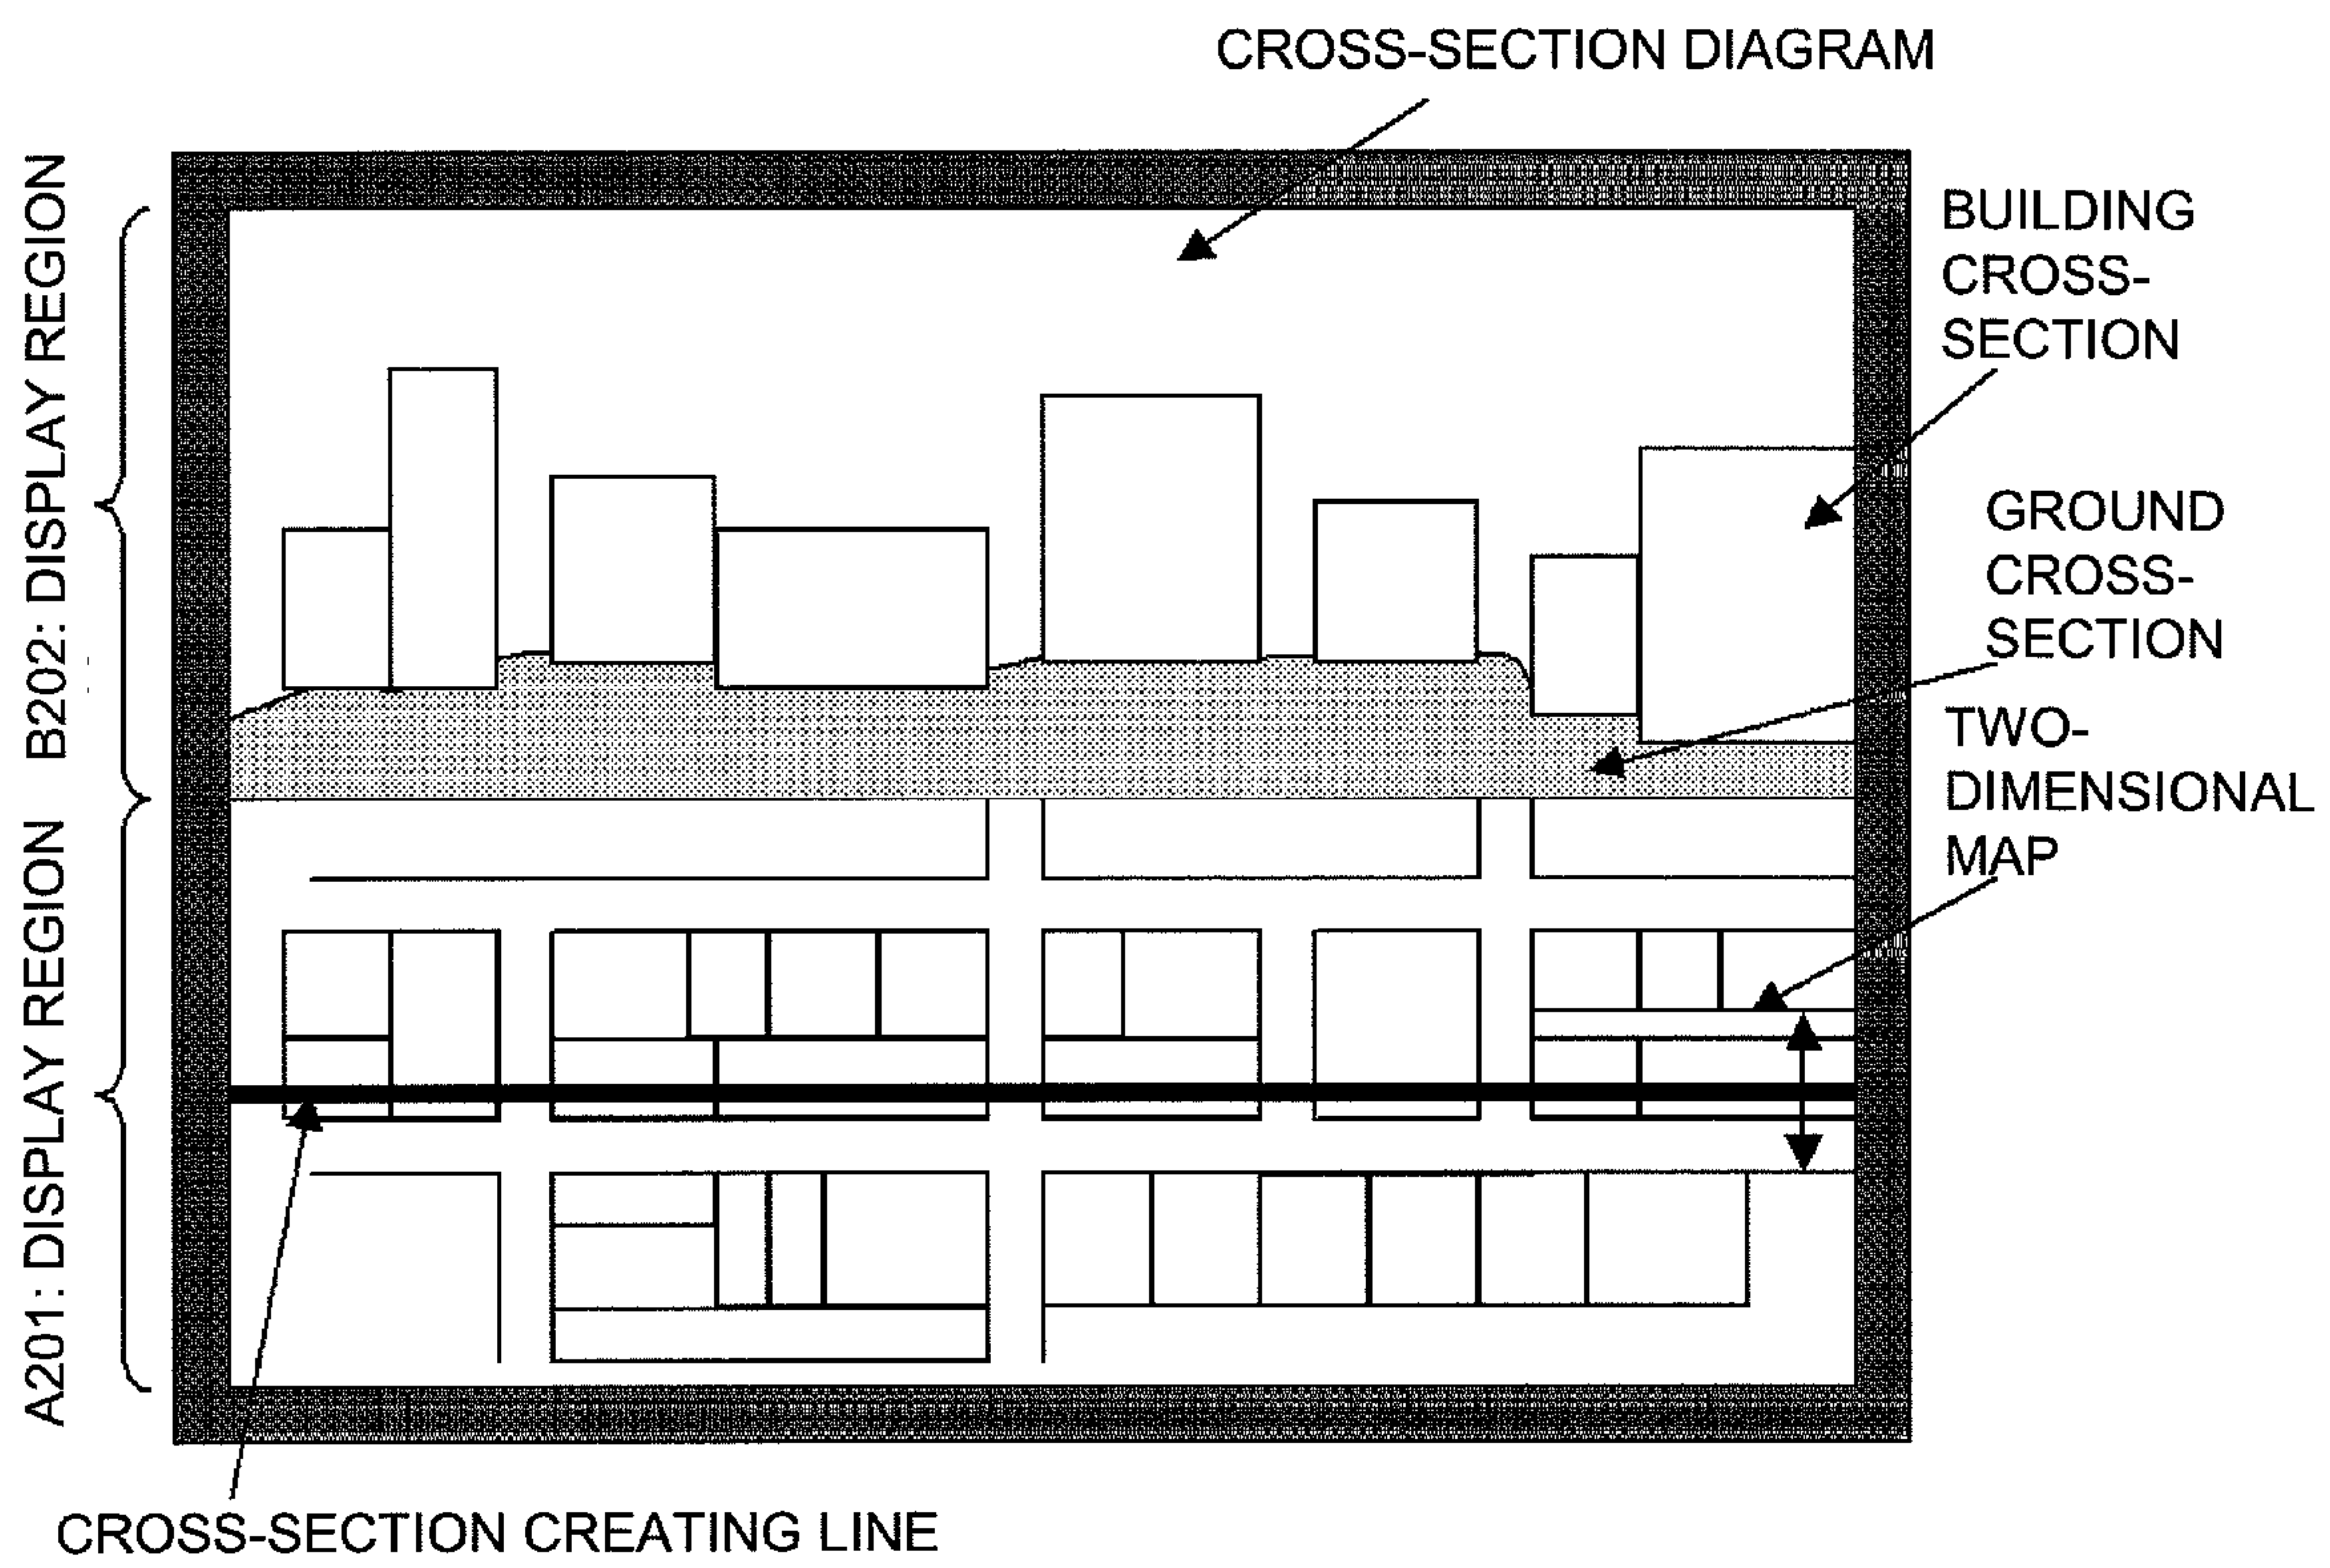 CROSS-SECTION DIAGRAM
B202: DISPLAY REGION
BUILDING
CROSS-
SECTION
GROUND
CROSS-
SECTION
TWO-
DIMENSIONAL
MAP
A201: DISPLAY REGION
CROSS-SECTION CREATING LINE